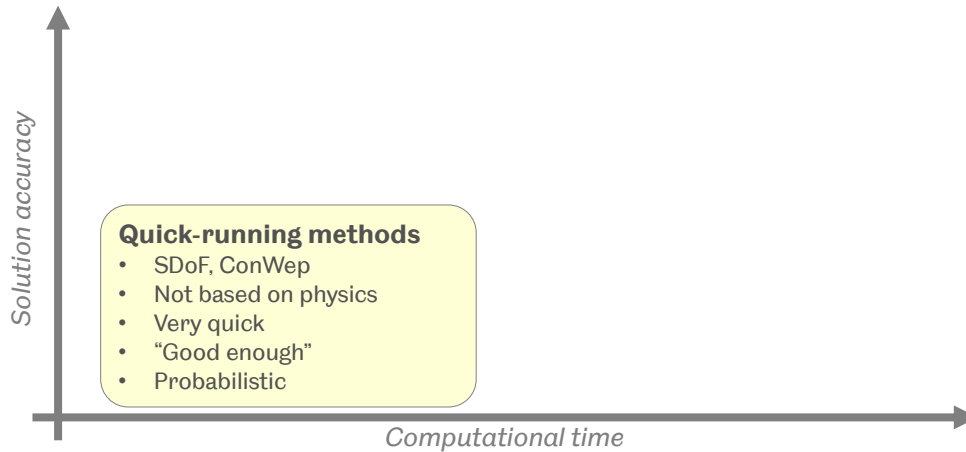 Solution accuracy
Quick-running methods
• SDoF, ConWep
• Not based on physics
• Very quick
• “Good enough”
• Probabilistic
Computational time